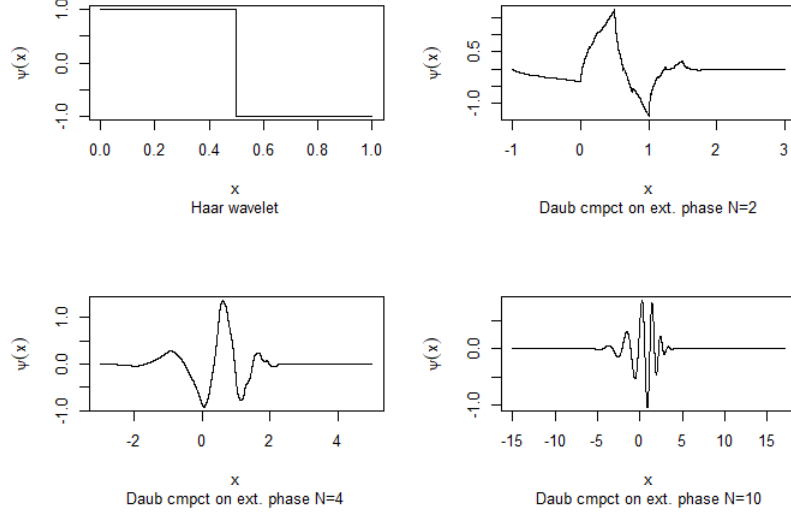 ψ(x)
1.0
0.0
-1.0
0.0 0.2 0.4 0.6 0.8 1.0
x
Haar wavelet
ψ(x)
0.5
-1.0
-1 0 1 2 3
x
Daub cmpct on ext. phase N=2
ψ(x)
1.0
0.0
-1.0
-2 0 2 4
x
Daub cmpct on ext. phase N=4
ψ(x)
0.0
-1.0
-15 -10 -5 0 5 10 15
x
Daub cmpct on ext. phase N=10